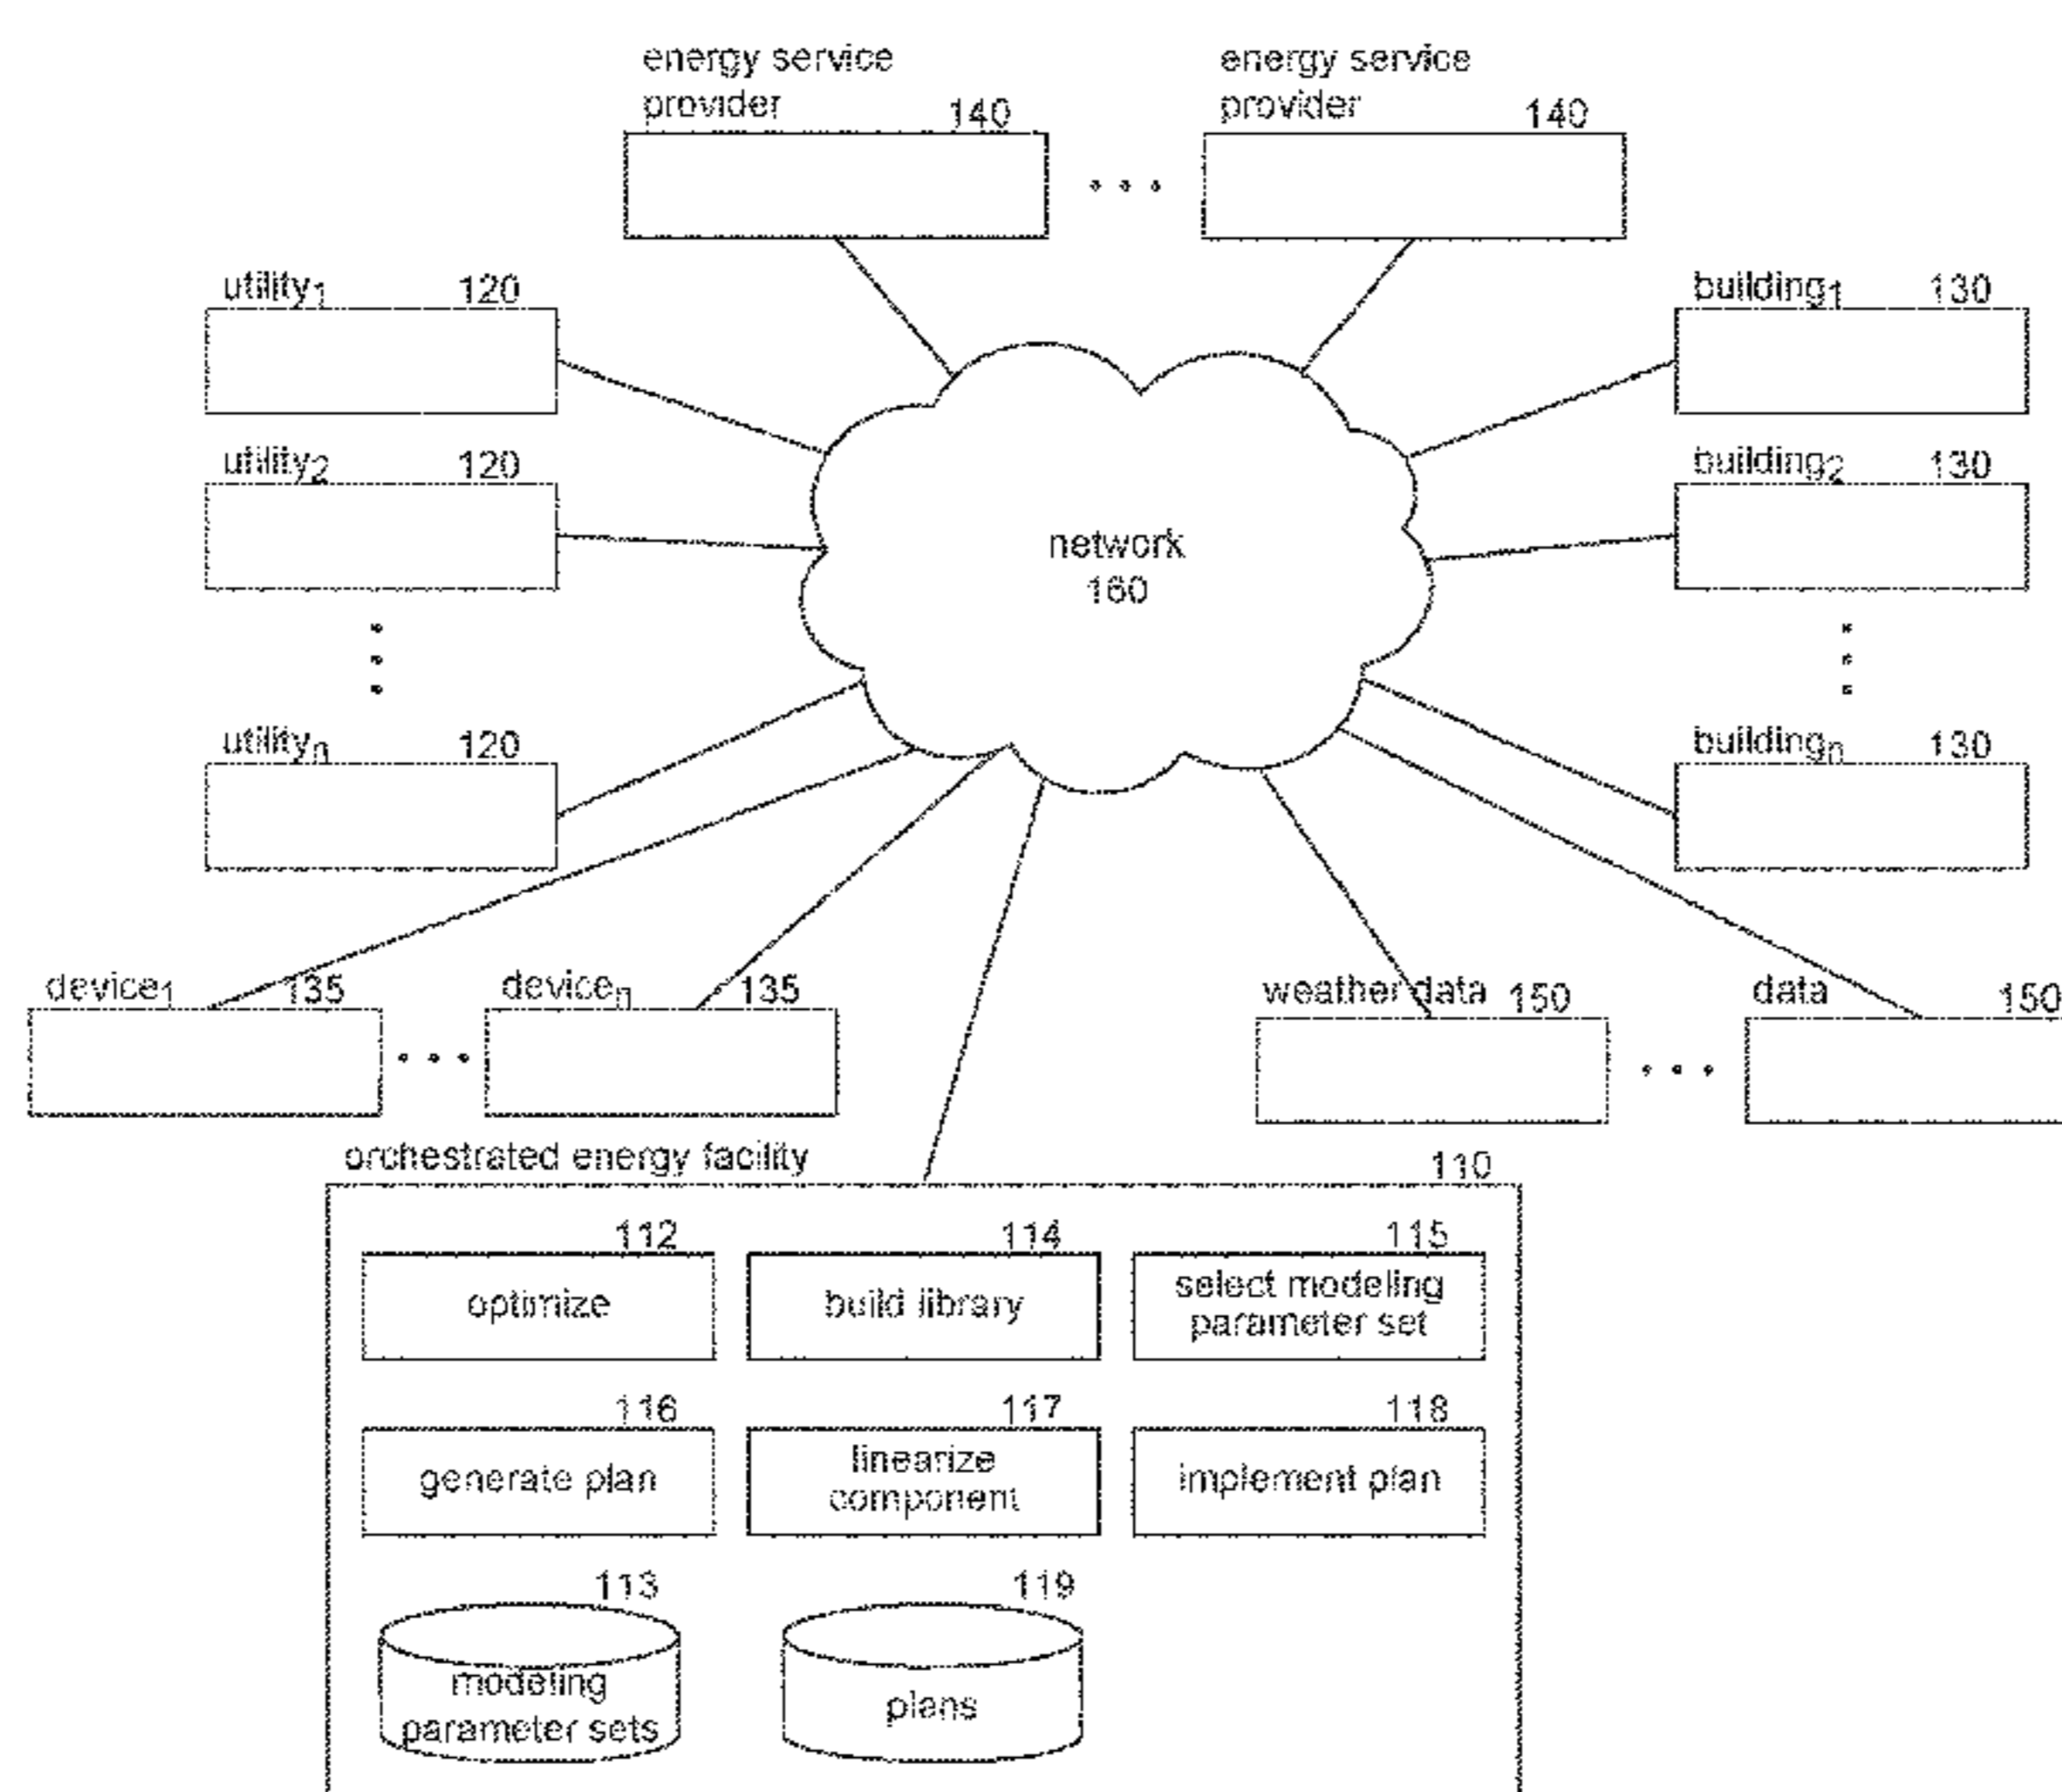 energy service
provider 140
energy service
provider 140
utility1 120
building1 130
utility2 120
building2 130
network
160
utilityn 120
buildingn 130
device1 135
devicen 135
weather data 150
data 150
orchestrated energy facility 110
112
optimize
114
build library
115
select modeling
parameter set
116
generate plan
117
linearize
component
118
implement plan
113
modeling
parameter sets
119
plans